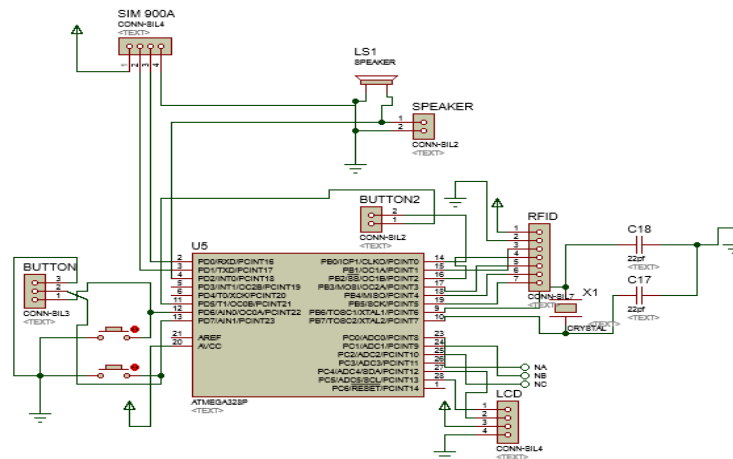 SIM 900A
CONN-SIL4
<TEXT>
1
2
3
4
LS1
SPEAKER
<TEXT>
SPEAKER
1
2
CONN-SIL2
<TEXT>
BUTTON2
2
1
CONN-SIL2
<TEXT>
RFID
1
2
3
4
5
6
7
CONN-SIL7
<TEXT>
C18
22pf
<TEXT>
C17
22pf
<TEXT>
X1
CRYSTAL
<TEXT>
BUTTON
3
2
1
CONN-SIL3
<TEXT>
U5
2 PD0/RXD/PCINT16
3 PD1/TXD/PCINT17
4 PD2/INT0/PCINT18
5 PD3/INT1/OC2B/PCINT19
6 PD4/T0/XCK/PCINT20
11 PD5/T1/OC0B/PCINT21
12 PD6/AIN0/OC0A/PCINT22
13 PD7/AIN1/PCINT23
21 AREF
20 AVCC
PB0/ICP1/CLKO/PCINT0 14
PB1/OC1A/PCINT1 15
PB2/SS/OC1B/PCINT2 16
PB3/MOSI/OC2A/PCINT3 17
PB4/MISO/PCINT4 18
PB5/SCK/PCINT5 19
PB6/TOSC1/XTAL1/PCINT6 9
PB7/TOSC2/XTAL2/PCINT7 10
PC0/ADC0/PCINT8 23
PC1/ADC1/PCINT9 24
PC2/ADC2/PCINT10 25
PC3/ADC3/PCINT11 26
PC4/ADC4/SDA/PCINT12 27
PC5/ADC5/SCL/PCINT13 28
PC6/RESET/PCINT14 1
ATMEGA328P
<TEXT>
NA
NB
NC
LCD
1
2
3
4
CONN-SIL4
<TEXT>